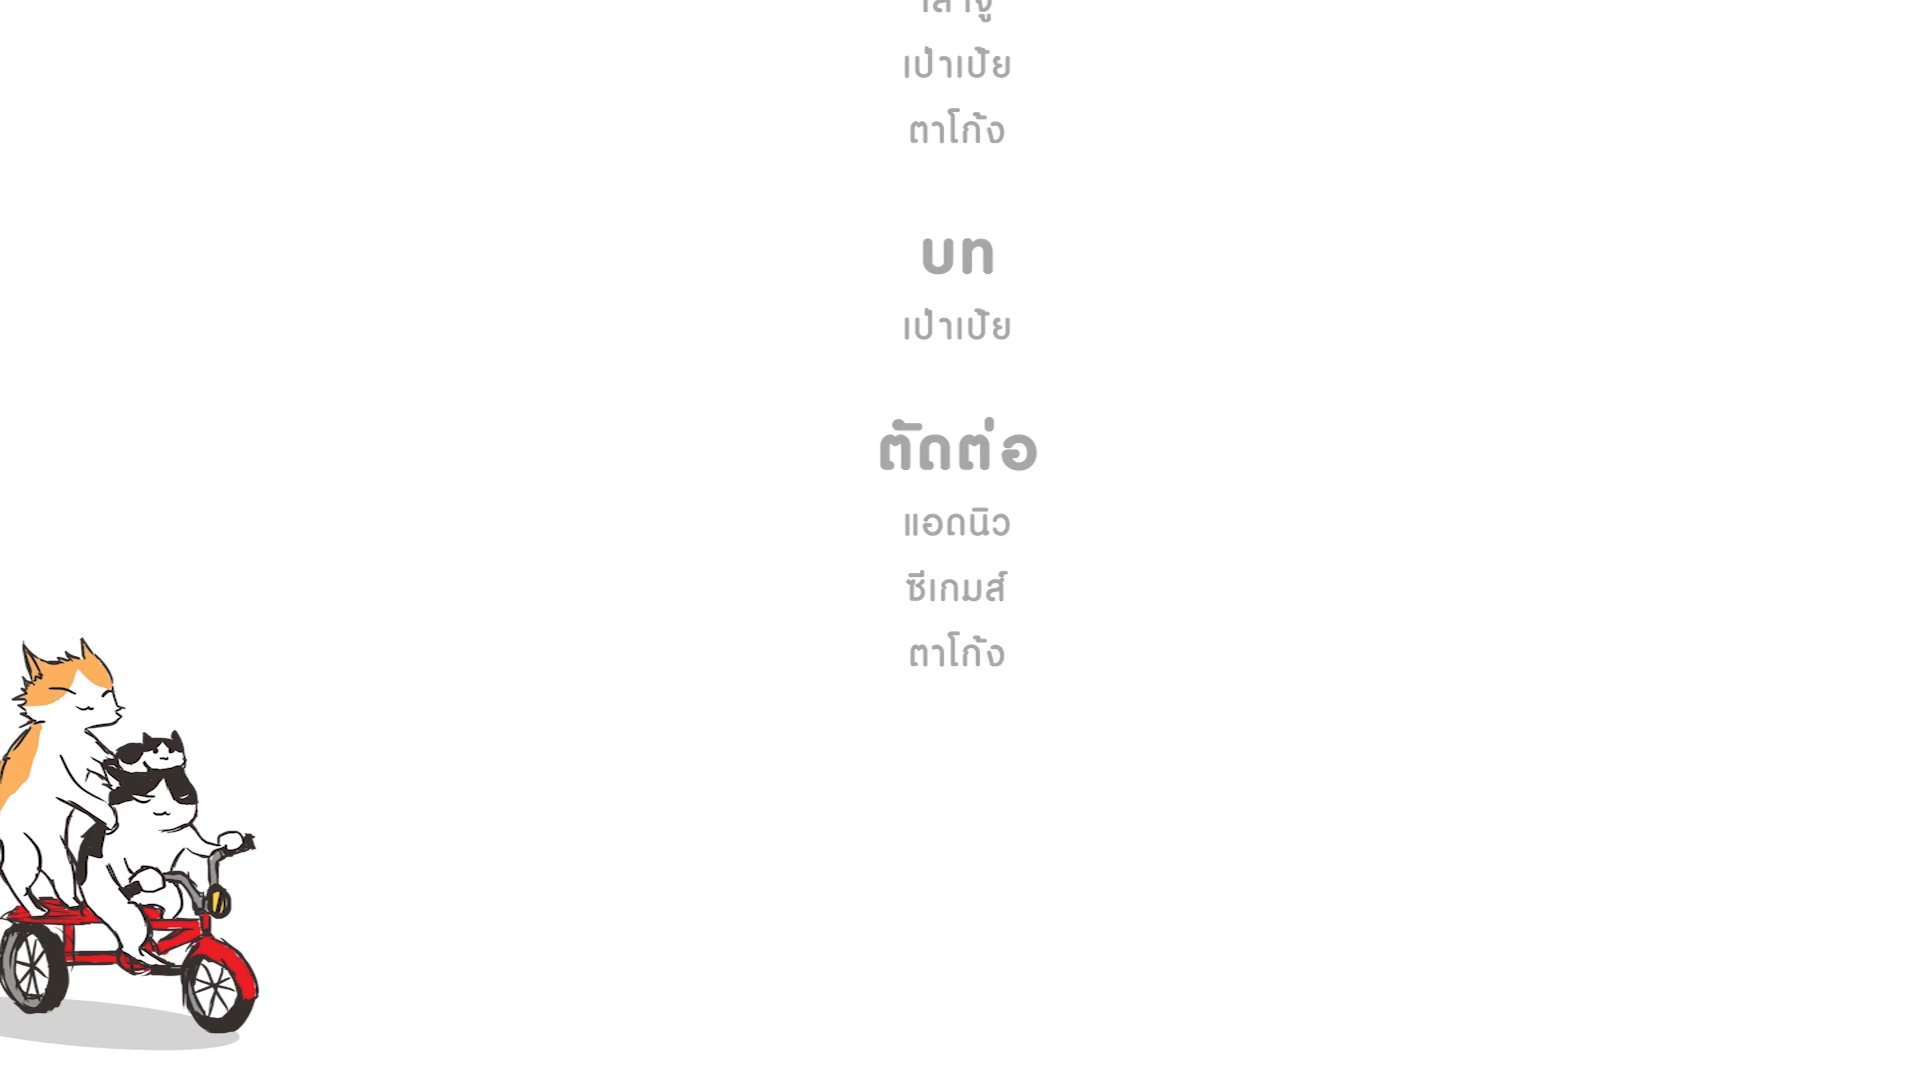 เป่าเปี้ย
ตาโก้ง
บท
เป่าเปี้ย
ตัดต่อ
แอดนิว
ซีเกมส์
ตาโก้ง